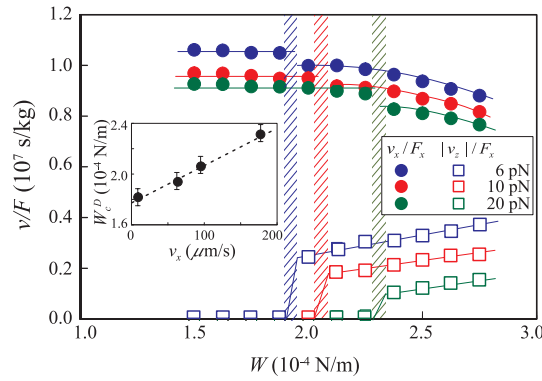 1.2
1.0
0.8
0.6
0.4
0.2
0.0
v/F (10⁷ s/kg)
2.4
2.0
1.6
W_c^D (10⁻⁴ N/m)
0 100 200
v_x (μm/s)
v_x / F_x |v_z| / F_x
6 pN
10 pN
20 pN
1.0 1.5 2.0 2.5 3.0
W (10⁻⁴ N/m)